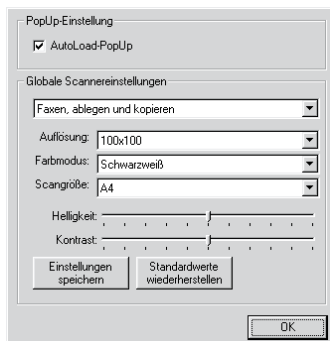 PopUp-Einstellung
AutoLoad-PopUp
Globale Scannereinstellungen
Faxen, ablegen und kopieren
Auflösung: 100x100
Farbmodus: Schwarzweiß
Scangröße: A4
Helligkeit:
Kontrast:
Einstellungen speichern
Standardwerte wiederherstellen
OK